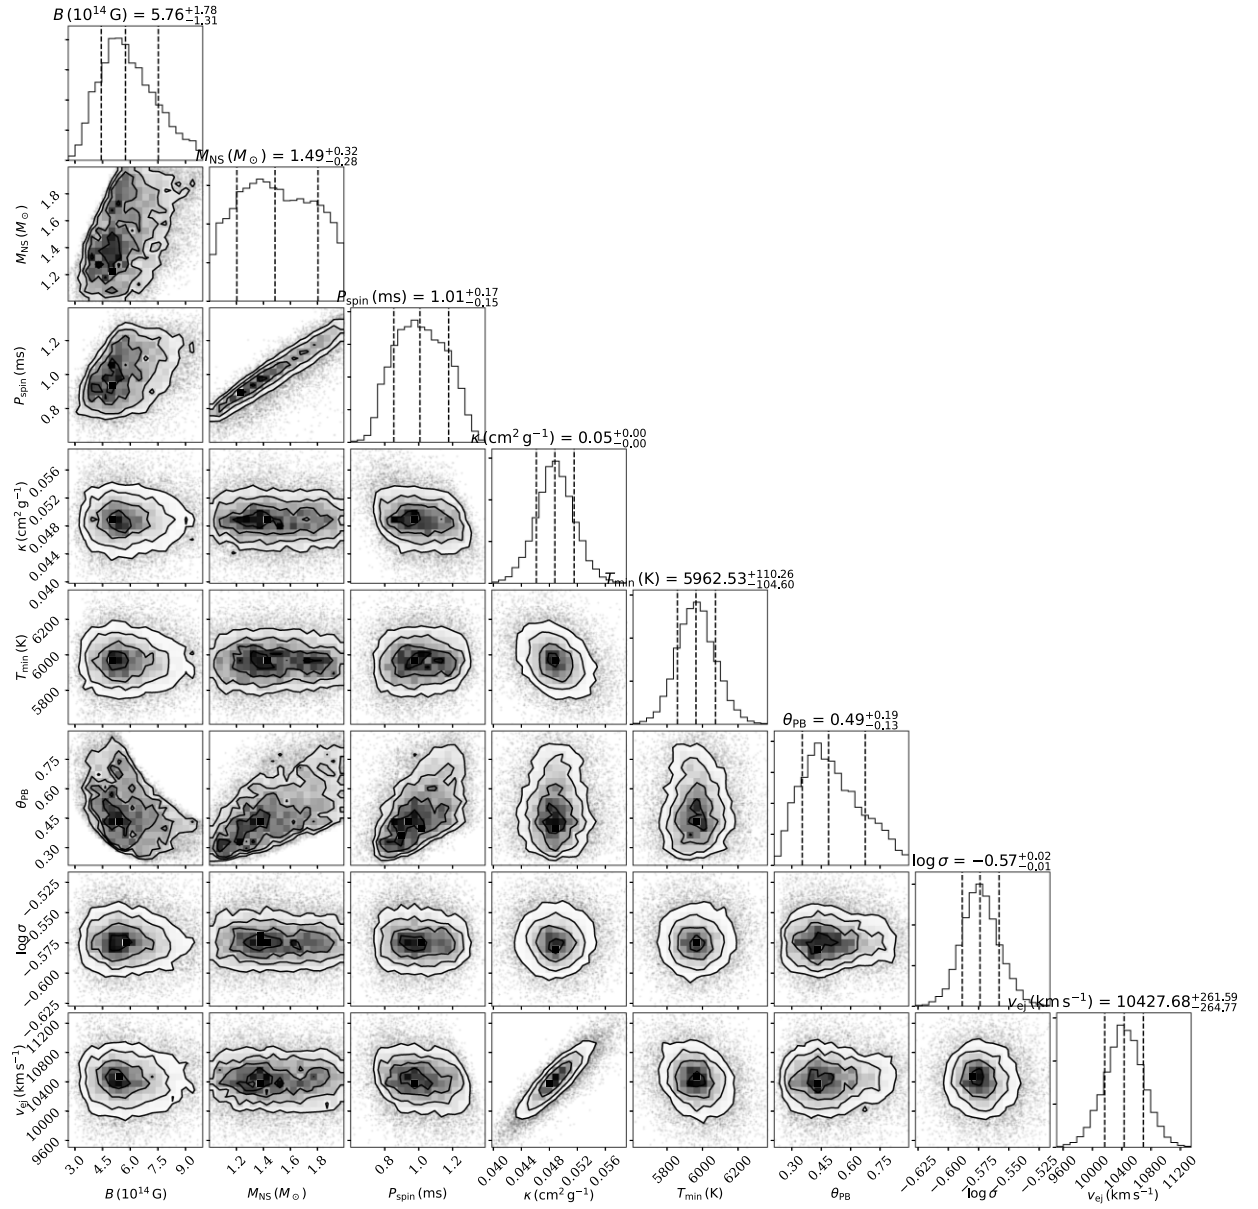 B (10¹⁴ G) = 5.76 +1.78 −1.31
M_NS (M⊙) = 1.49 +0.32 −0.28
1.8
1.6
1.4
1.2
M_NS (M⊙)
P_spin (ms) = 1.01 +0.17 −0.15
1.2
1.0
0.8
P_spin (ms)
κ (cm² g⁻¹) = 0.05 +0.00 −0.00
0.056
0.052
0.048
0.044
0.040
κ (cm² g⁻¹)
T_min (K) = 5962.53 +110.26 −104.60
6200
6000
5800
T_min (K)
θ_PB = 0.49 +0.19 −0.13
0.75
0.60
0.45
0.30
θ_PB
log σ = −0.57 +0.02 −0.01
−0.525
−0.550
−0.575
−0.600
−0.625
log σ
v_ej (km s⁻¹) = 10427.68 +261.59 −264.77
11200
10800
10400
10000
9600
v_ej (km s⁻¹)
3.0 4.5 6.0 7.5 9.0 1.2 1.4 1.6 1.8 0.8 1.0 1.2 0.040 0.044 0.048 0.052 0.056 5800 6000 6200 0.30 0.45 0.60 0.75 −0.625 −0.600 −0.575 −0.550 −0.525 9600 10000 10400 10800 11200
B (10¹⁴ G) M_NS (M⊙) P_spin (ms) κ (cm² g⁻¹) T_min (K) θ_PB log σ v_ej (km s⁻¹)